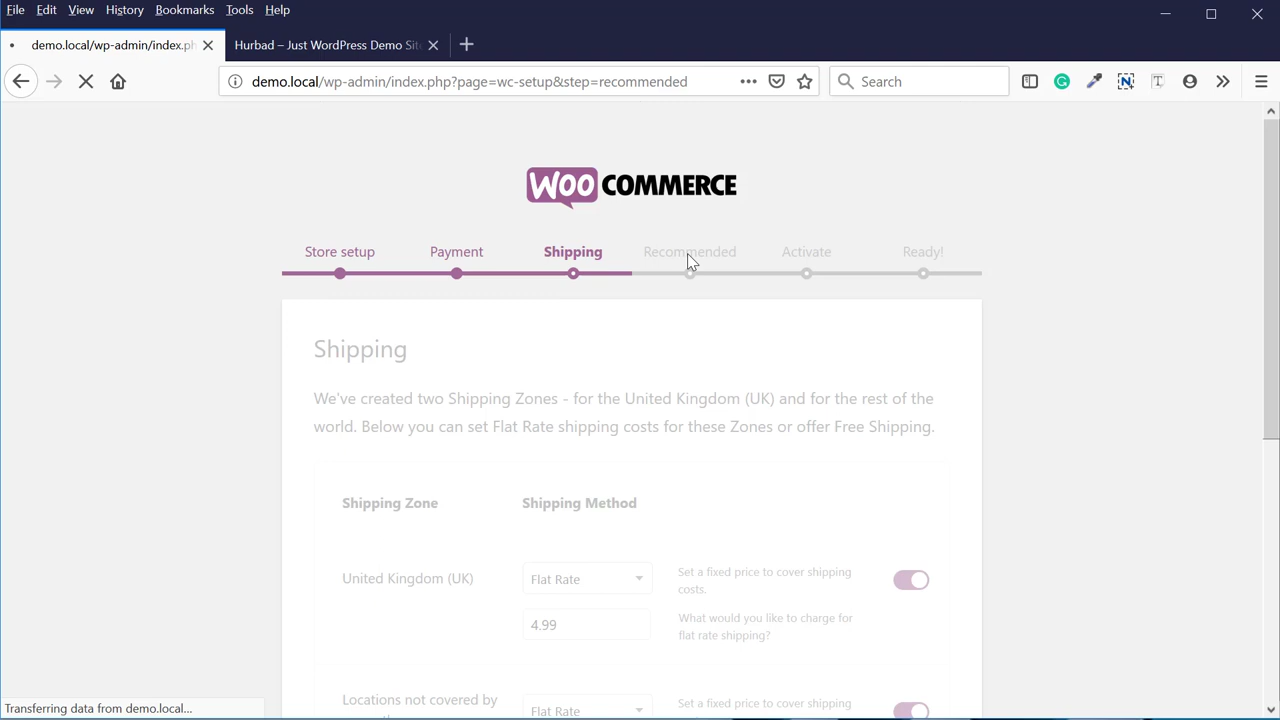 File Edit View History Bookmarks Tools Help
demo.local/wp-admin/index.ph
Hurbad – Just WordPress Demo Site
demo.local/wp-admin/index.php?page=wc-setup&step=recommended
Search
WOO COMMERCE
Store setup Payment Shipping Recommended Activate Ready!
Shipping
We've created two Shipping Zones - for the United Kingdom (UK) and for the rest of the
world. Below you can set Flat Rate shipping costs for these Zones or offer Free Shipping.
Shipping Zone Shipping Method
United Kingdom (UK)
Flat Rate
Set a fixed price to cover shipping
costs.
4.99
What would you like to charge for
flat rate shipping?
Locations not covered by
Flat Rate
Set a fixed price to cover shipping
Transferring data from demo.local...